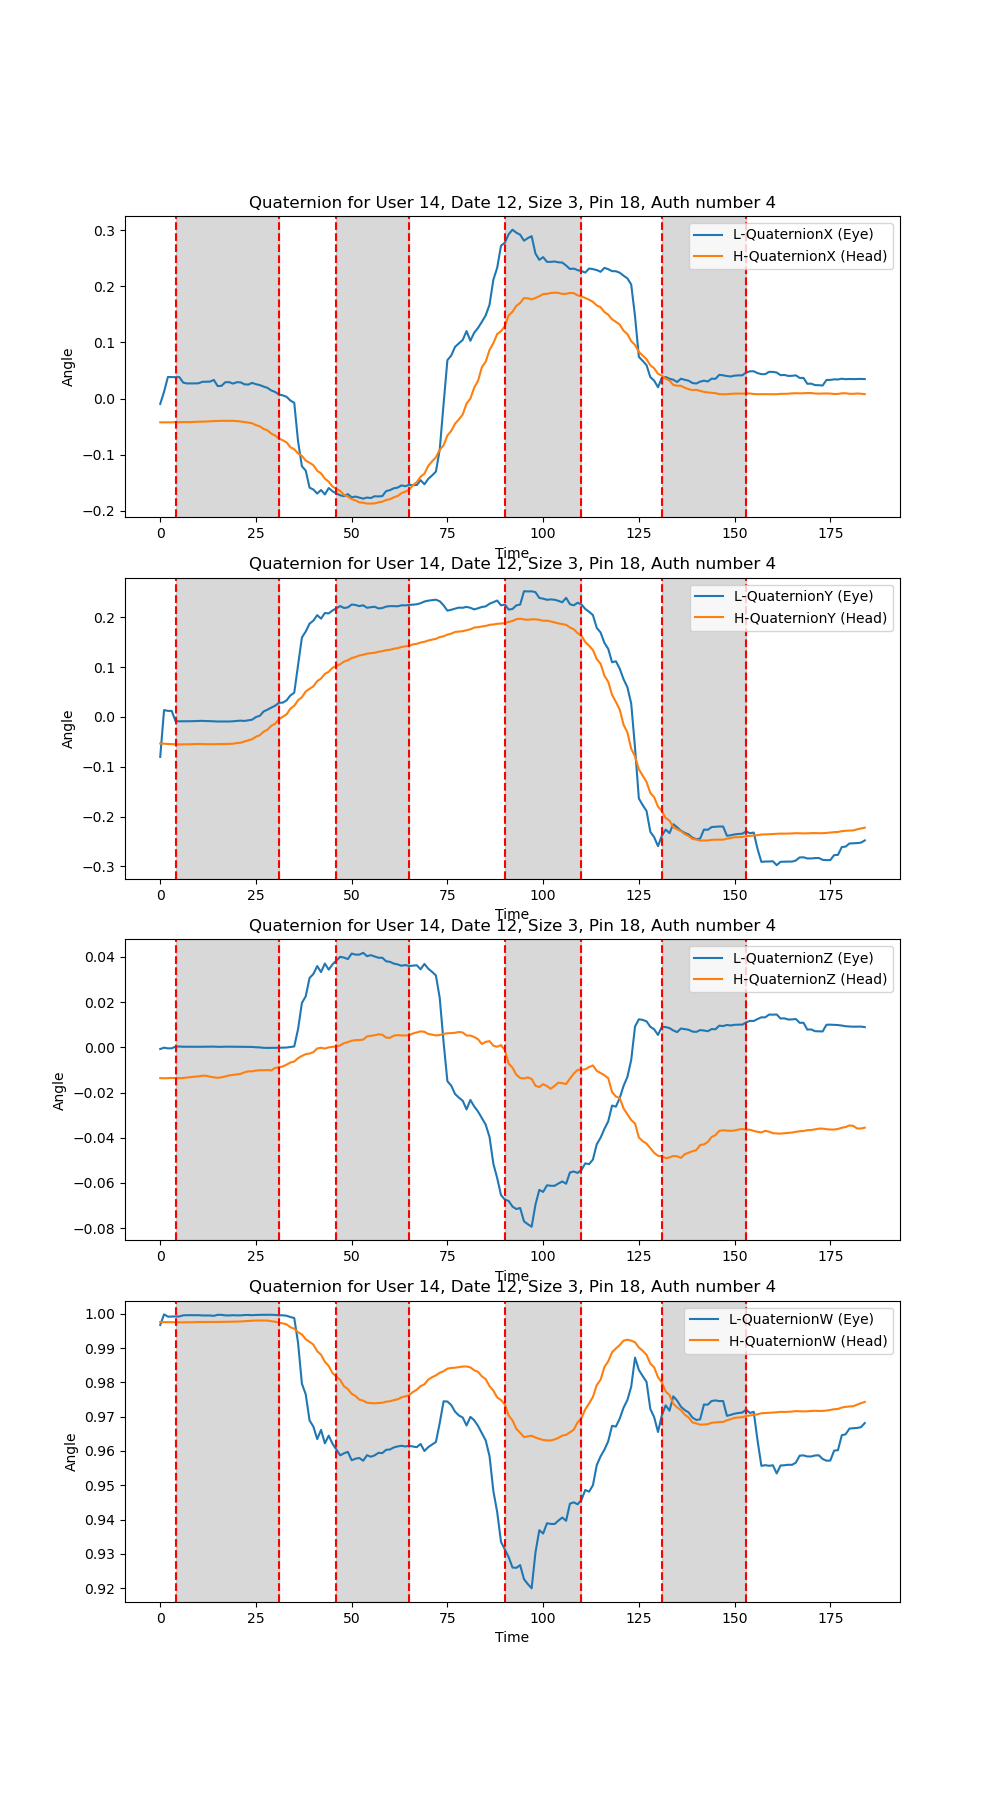 Quaternion for User 14, Date 12, Size 3, Pin 18, Auth number 4
L-QuaternionX (Eye)
H-QuaternionX (Head)
Angle
0.3
0.2
0.1
0.0
−0.1
−0.2
0 25 50 75 100 125 150 175
Time
Quaternion for User 14, Date 12, Size 3, Pin 18, Auth number 4
L-QuaternionY (Eye)
H-QuaternionY (Head)
Angle
0.2
0.1
0.0
−0.1
−0.2
−0.3
0 25 50 75 100 125 150 175
Time
Quaternion for User 14, Date 12, Size 3, Pin 18, Auth number 4
L-QuaternionZ (Eye)
H-QuaternionZ (Head)
Angle
0.04
0.02
0.00
−0.02
−0.04
−0.06
−0.08
0 25 50 75 100 125 150 175
Time
Quaternion for User 14, Date 12, Size 3, Pin 18, Auth number 4
L-QuaternionW (Eye)
H-QuaternionW (Head)
Angle
1.00
0.99
0.98
0.97
0.96
0.95
0.94
0.93
0.92
0 25 50 75 100 125 150 175
Time